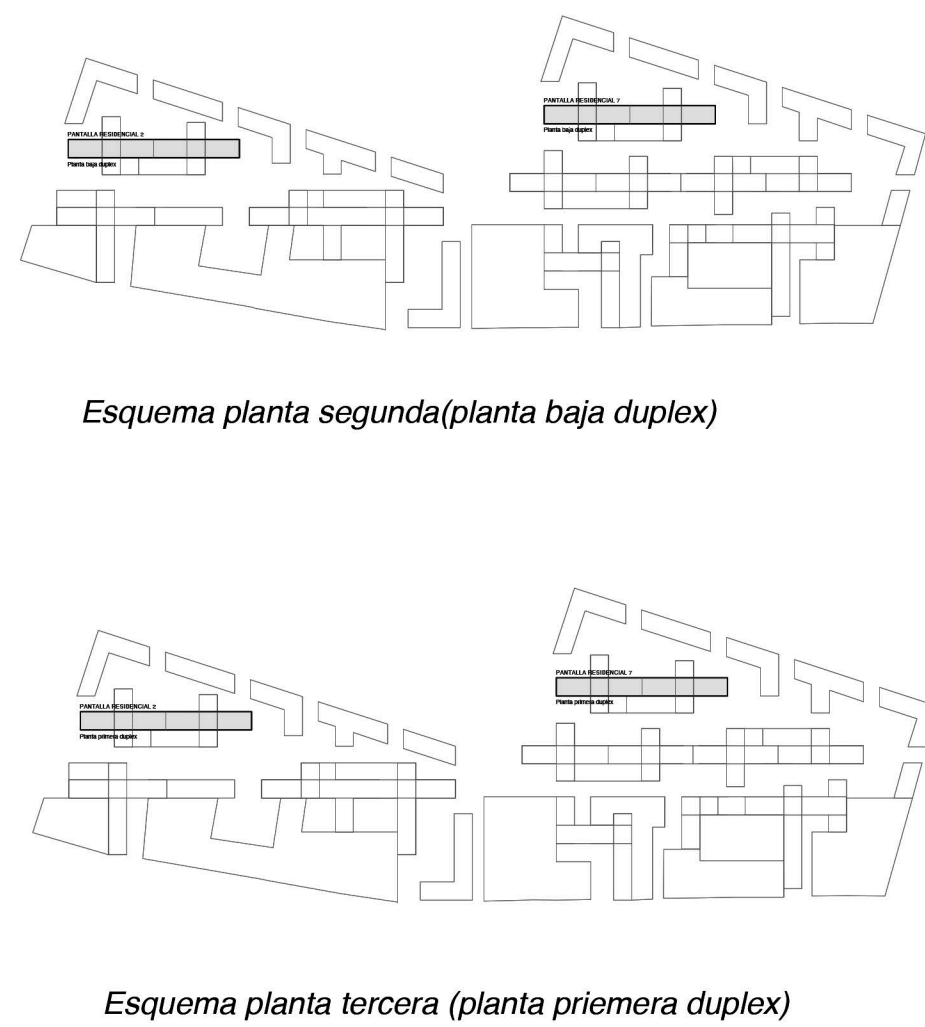 PANTALLA RESIDENCIAL 7
Planta baja duplex
PANTALLA RESIDENCIAL 2
Planta baja duplex
Esquema planta segunda(planta baja duplex)
PANTALLA RESIDENCIAL 7
Planta primera duplex
PANTALLA RESIDENCIAL 2
Planta primera duplex
Esquema planta tercera (planta priemera duplex)